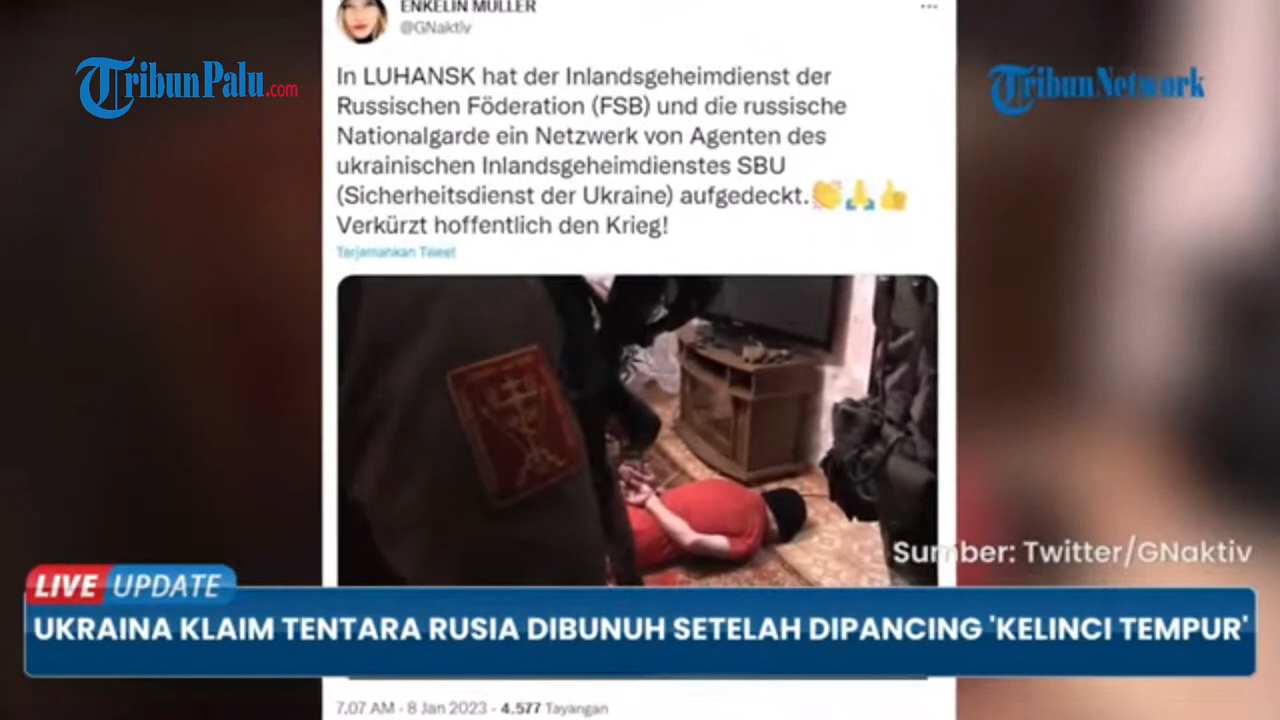 ENKELIN MÜLLER
@GNaktiv
TribunPalu.com
TribunNetwork
In LUHANSK hat der Inlandsgeheimdienst der
Russischen Föderation (FSB) und die russische
Nationalgarde ein Netzwerk von Agenten des
ukrainischen Inlandsgeheimdienstes SBU
(Sicherheitsdienst der Ukraine) aufgedeckt.👏🙏👍
Verkürzt hoffentlich den Krieg!
Terjemahkan Tweet
Sumber: Twitter/GNaktiv
LIVE UPDATE
UKRAINA KLAIM TENTARA RUSIA DIBUNUH SETELAH DIPANCING 'KELINCI TEMPUR'
7.07 AM - 8 Jan 2023 - 4.577 Tayangan